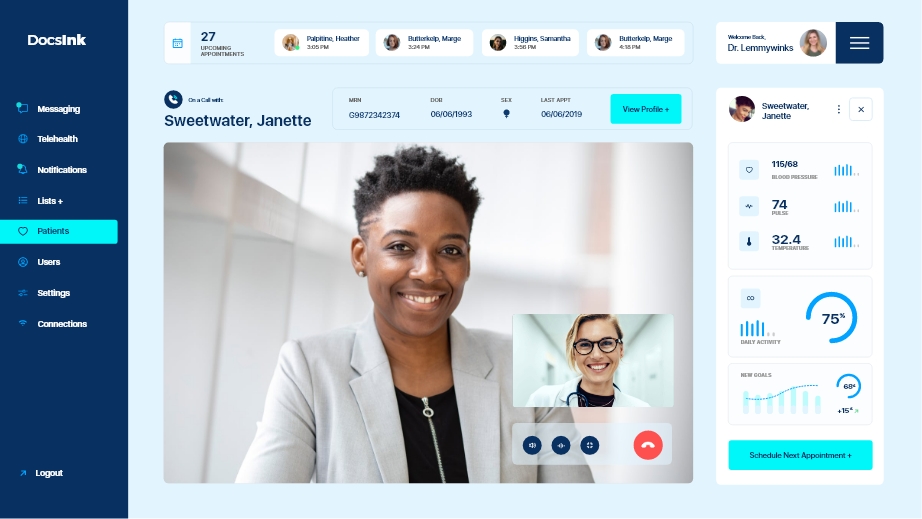 DocsInk
Messaging
Telehealth
Notifications
Lists +
Patients
Users
Settings
Connections
Logout
27
UPCOMING
APPOINTMENTS
Palpitine, Heather
3:05 PM
Butterkelp, Marge
3:24 PM
Higgins, Samantha
3:56 PM
Butterkelp, Marge
4:16 PM
Welcome Back,
Dr. Lemmywinks
On a Call with:
Sweetwater, Janette
MRN
G9872342374
DOB
06/06/1993
SEX
LAST APPT
06/06/2019
View Profile +
Sweetwater,
Janette
115/68
BLOOD PRESSURE
74
PULSE
32.4
TEMPERATURE
DAILY ACTIVITY
75%
NEW GOALS
68
+15
Schedule Next Appointment +